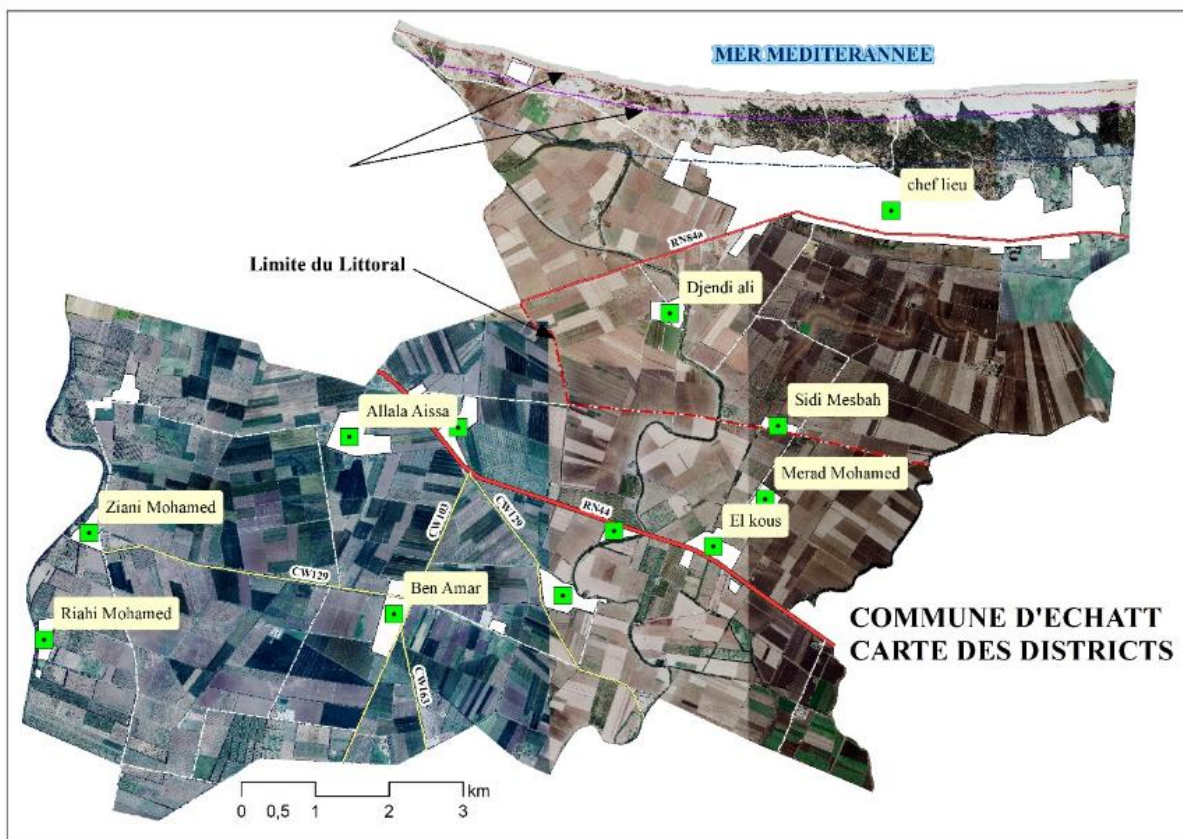 MER MEDITERANNEE
chef lieu
RN84a
Limite du Littoral
Djendi ali
Allala Aissa
Sidi Mesbah
Merad Mohamed
Ziani Mohamed
CW103
CW129
RN44
El kous
CW129
Ben Amar
Riahi Mohamed
COMMUNE D'ECHATT
CARTE DES DISTRICTS
CW163
km
0 0,5 1 2 3